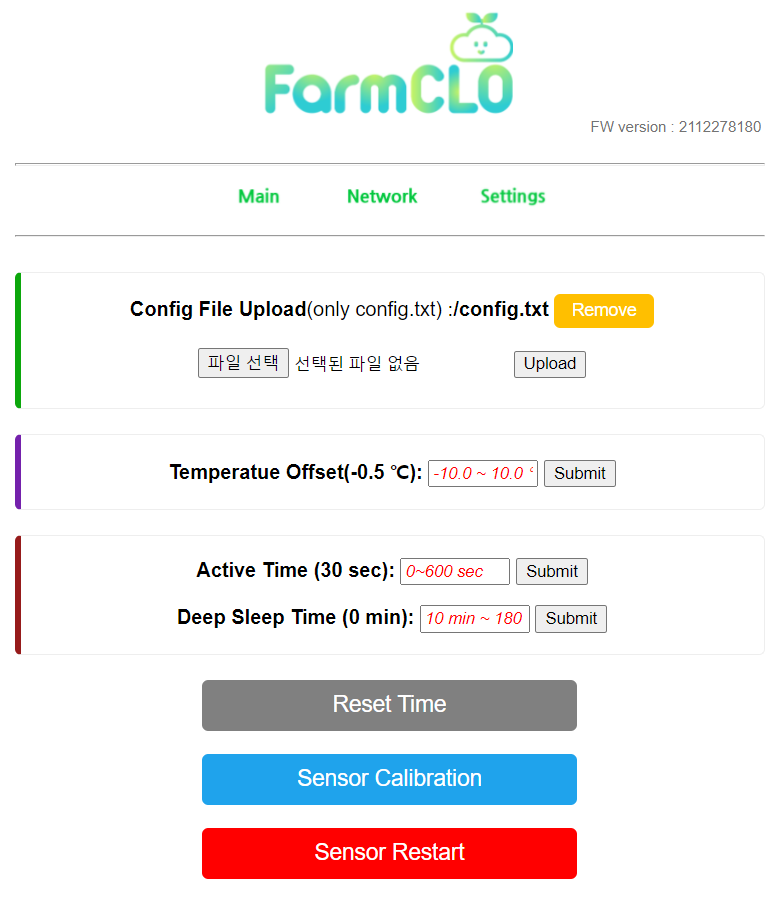 FarmCLO
FW version : 2112278180
Main Network Settings
Config File Upload(only config.txt) :/config.txt Remove
파일 선택 선택된 파일 없음 Upload
Temperatue Offset(-0.5 ℃): -10.0 ~ 10.0 Submit
Active Time (30 sec): 0~600 sec Submit
Deep Sleep Time (0 min): 10 min ~ 180 Submit
Reset Time
Sensor Calibration
Sensor Restart